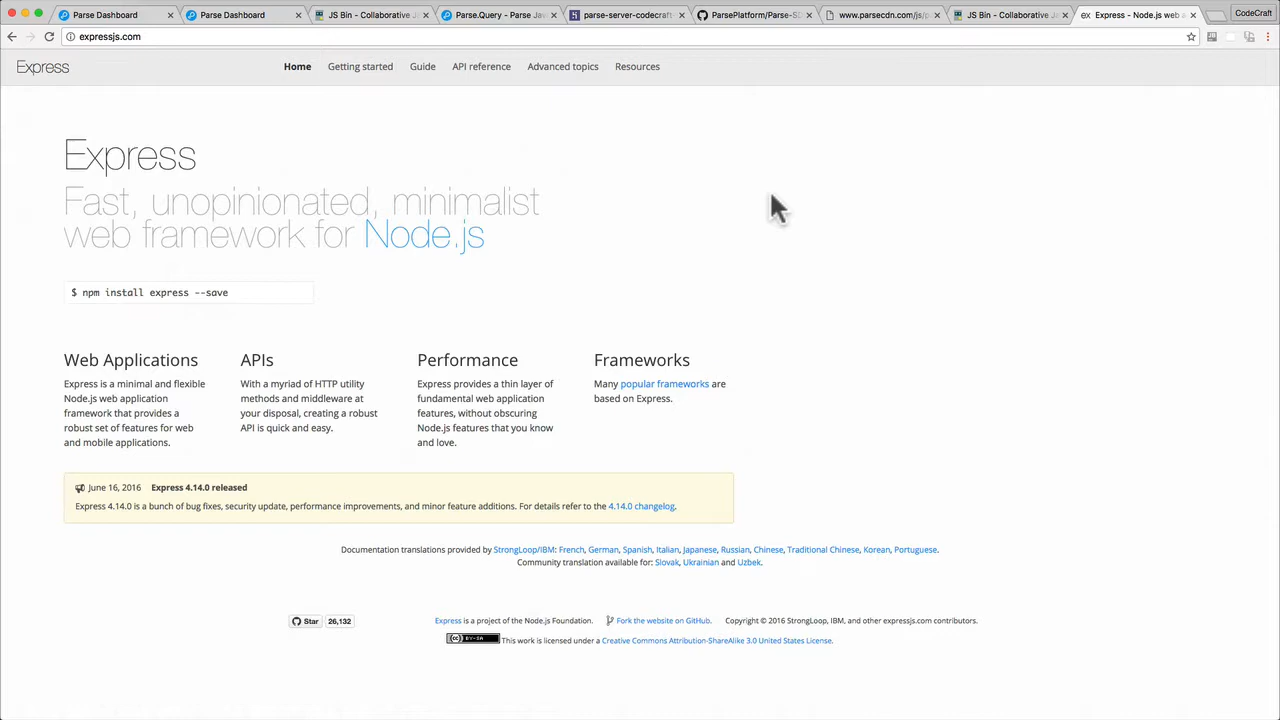 Parse Dashboard
Parse Dashboard
JS Bin - Collaborative J
Parse.Query - Parse Jav
parse-server-codecraft
ParsePlatform/Parse-SD
www.parsecdn.com/js/p
JS Bin - Collaborative J
Express - Node.js web a
CodeCraft
expressjs.com
Express
Home
Getting started
Guide
API reference
Advanced topics
Resources
Express
Fast, unopinionated, minimalist
web framework for Node.js
$ npm install express --save
Web Applications
Express is a minimal and flexible
Node.js web application
framework that provides a
robust set of features for web
and mobile applications.
APIs
With a myriad of HTTP utility
methods and middleware at
your disposal, creating a robust
API is quick and easy.
Performance
Express provides a thin layer of
fundamental web application
features, without obscuring
Node.js features that you know
and love.
Frameworks
Many popular frameworks are
based on Express.
June 16, 2016 Express 4.14.0 released
Express 4.14.0 is a bunch of bug fixes, security update, performance improvements, and minor feature additions. For details refer to the 4.14.0 changelog.
Documentation translations provided by StrongLoop/IBM: French, German, Spanish, Italian, Japanese, Russian, Chinese, Traditional Chinese, Korean, Portuguese.
Community translation available for: Slovak, Ukrainian and Uzbek.
Star 26,132
Express is a project of the Node.js Foundation.
Fork the website on GitHub.
Copyright © 2016 StrongLoop, IBM, and other expressjs.com contributors.
(cc) BY-SA This work is licensed under a Creative Commons Attribution-ShareAlike 3.0 United States License.